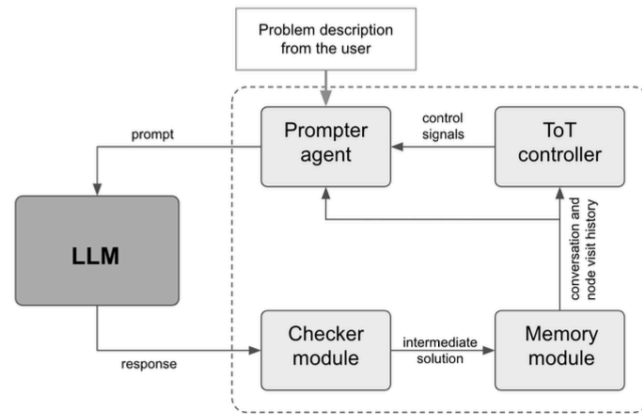 Problem description
from the user
prompt
Prompter
agent
control
signals
ToT
controller
LLM
conversation and
node visit history
response
Checker
module
intermediate
solution
Memory
module